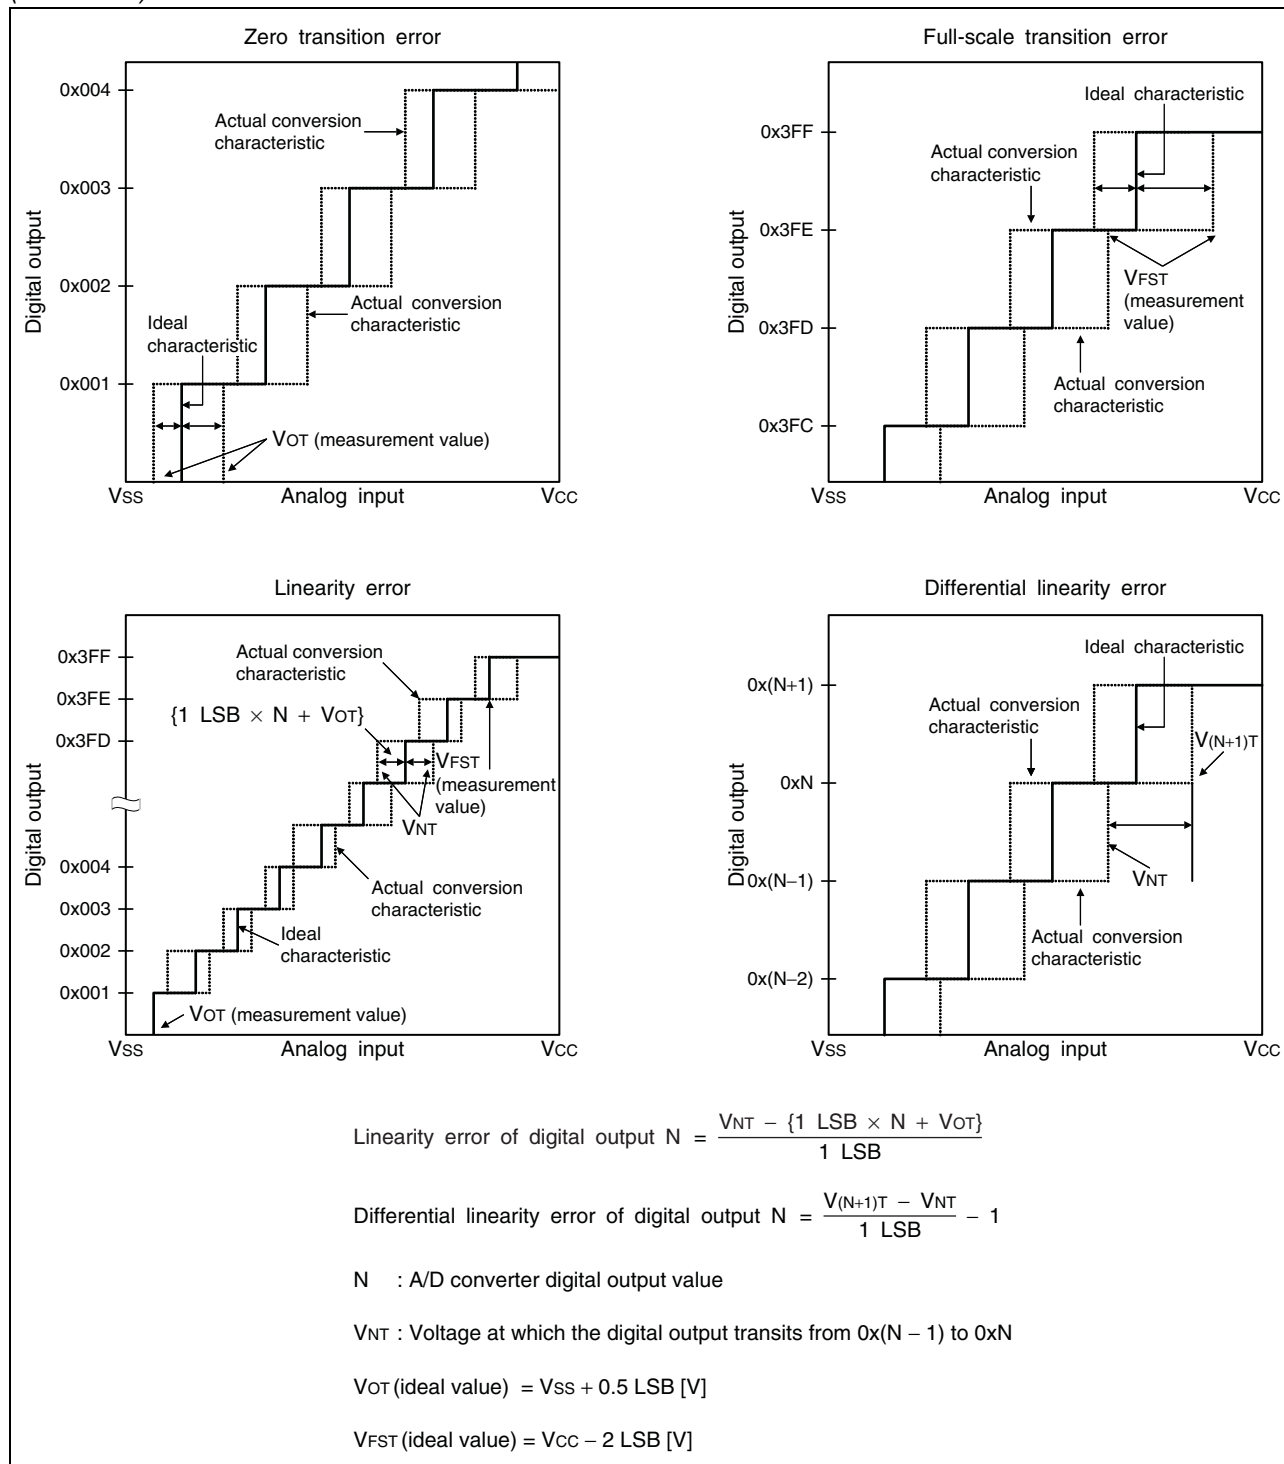 Zero transition error
0x004
0x003
0x002
0x001
Digital output
Actual conversion
characteristic
Ideal
characteristic
Actual conversion
characteristic
VOT (measurement value)
VSS
Analog input
VCC
Full-scale transition error
0x3FF
0x3FE
0x3FD
0x3FC
Digital output
Ideal characteristic
Actual conversion
characteristic
VFST
(measurement
value)
Actual conversion
characteristic
VSS
Analog input
VCC
Linearity error
0x3FF
0x3FE
0x3FD
0x004
0x003
0x002
0x001
Digital output
Actual conversion
characteristic
{1 LSB × N + VOT}
VFST
(measurement
value)
VNT
Actual conversion
characteristic
Ideal
characteristic
VOT (measurement value)
VSS
Analog input
VCC
Differential linearity error
0x(N+1)
0xN
0x(N−1)
0x(N−2)
Digital output
Ideal characteristic
Actual conversion
characteristic
V(N+1)T
VNT
Actual conversion
characteristic
VSS
Analog input
VCC
Linearity error of digital output N = VNT − {1 LSB × N + VOT}
1 LSB
Differential linearity error of digital output N = V(N+1)T − VNT − 1
1 LSB
N : A/D converter digital output value
VNT : Voltage at which the digital output transits from 0x(N − 1) to 0xN
VOT (ideal value) = VSS + 0.5 LSB [V]
VFST (ideal value) = VCC − 2 LSB [V]